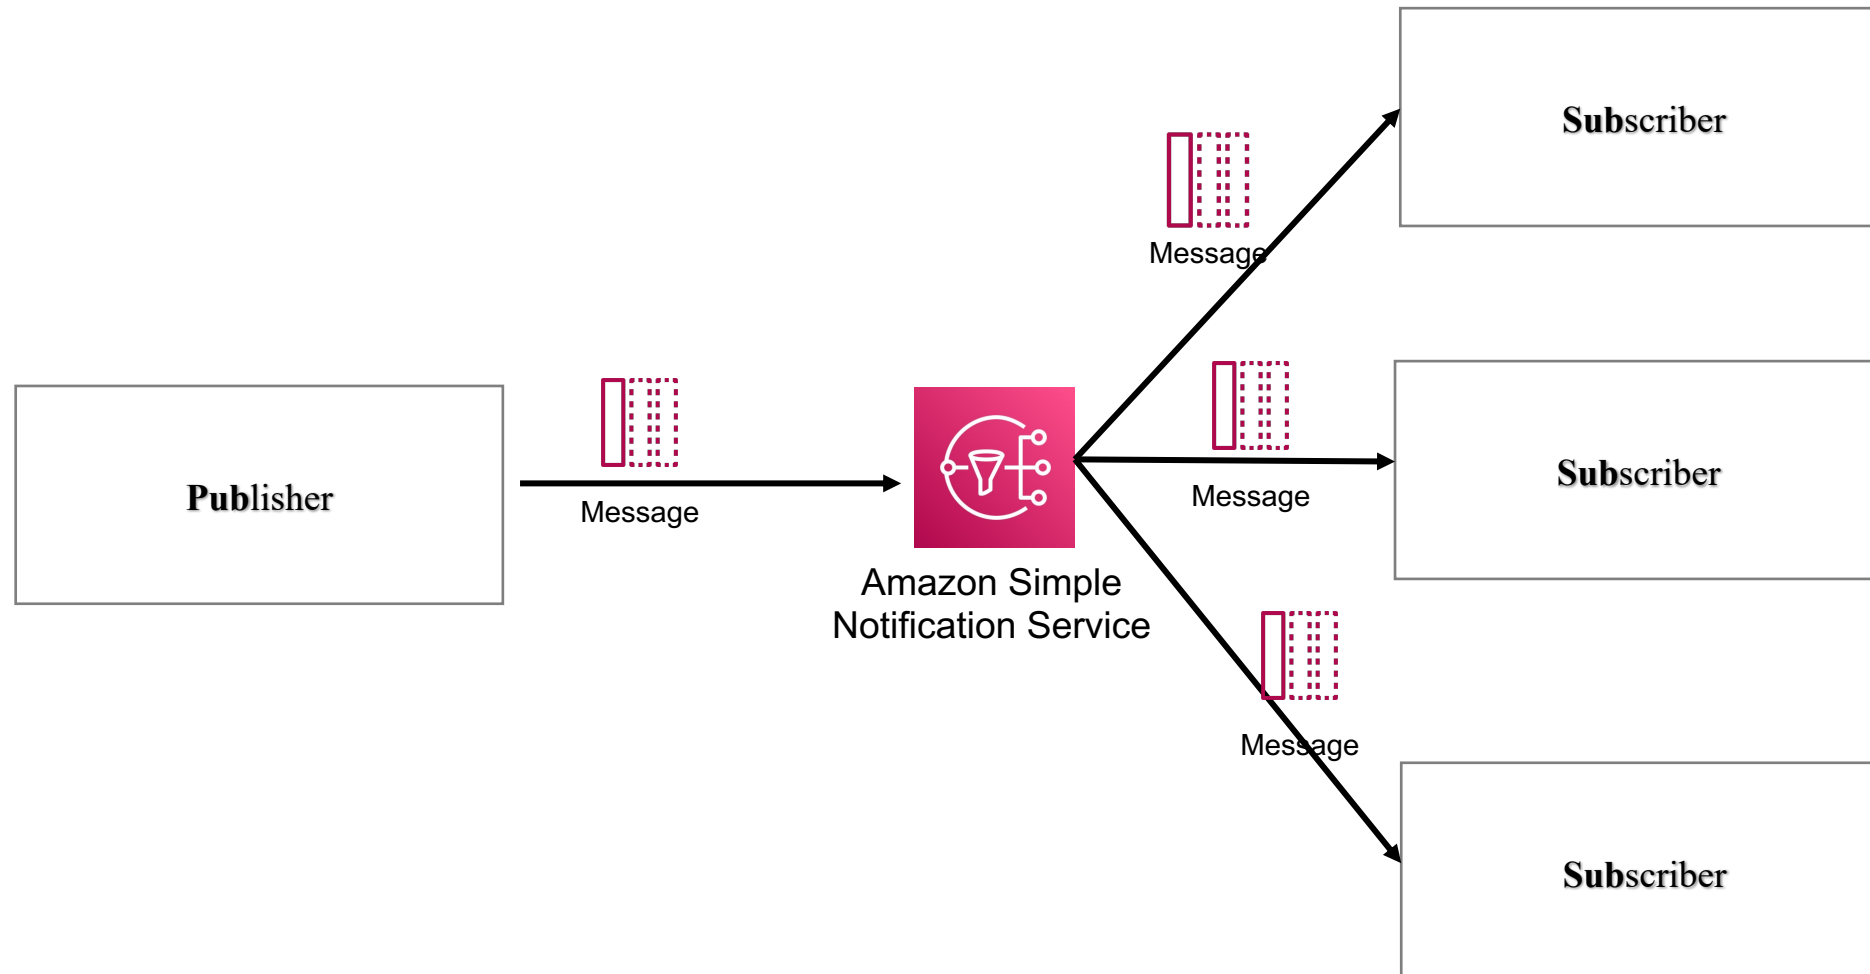 Subscriber
Message
Message
Subscriber
Publisher
Message
Amazon Simple
Notification Service
Message
Subscriber